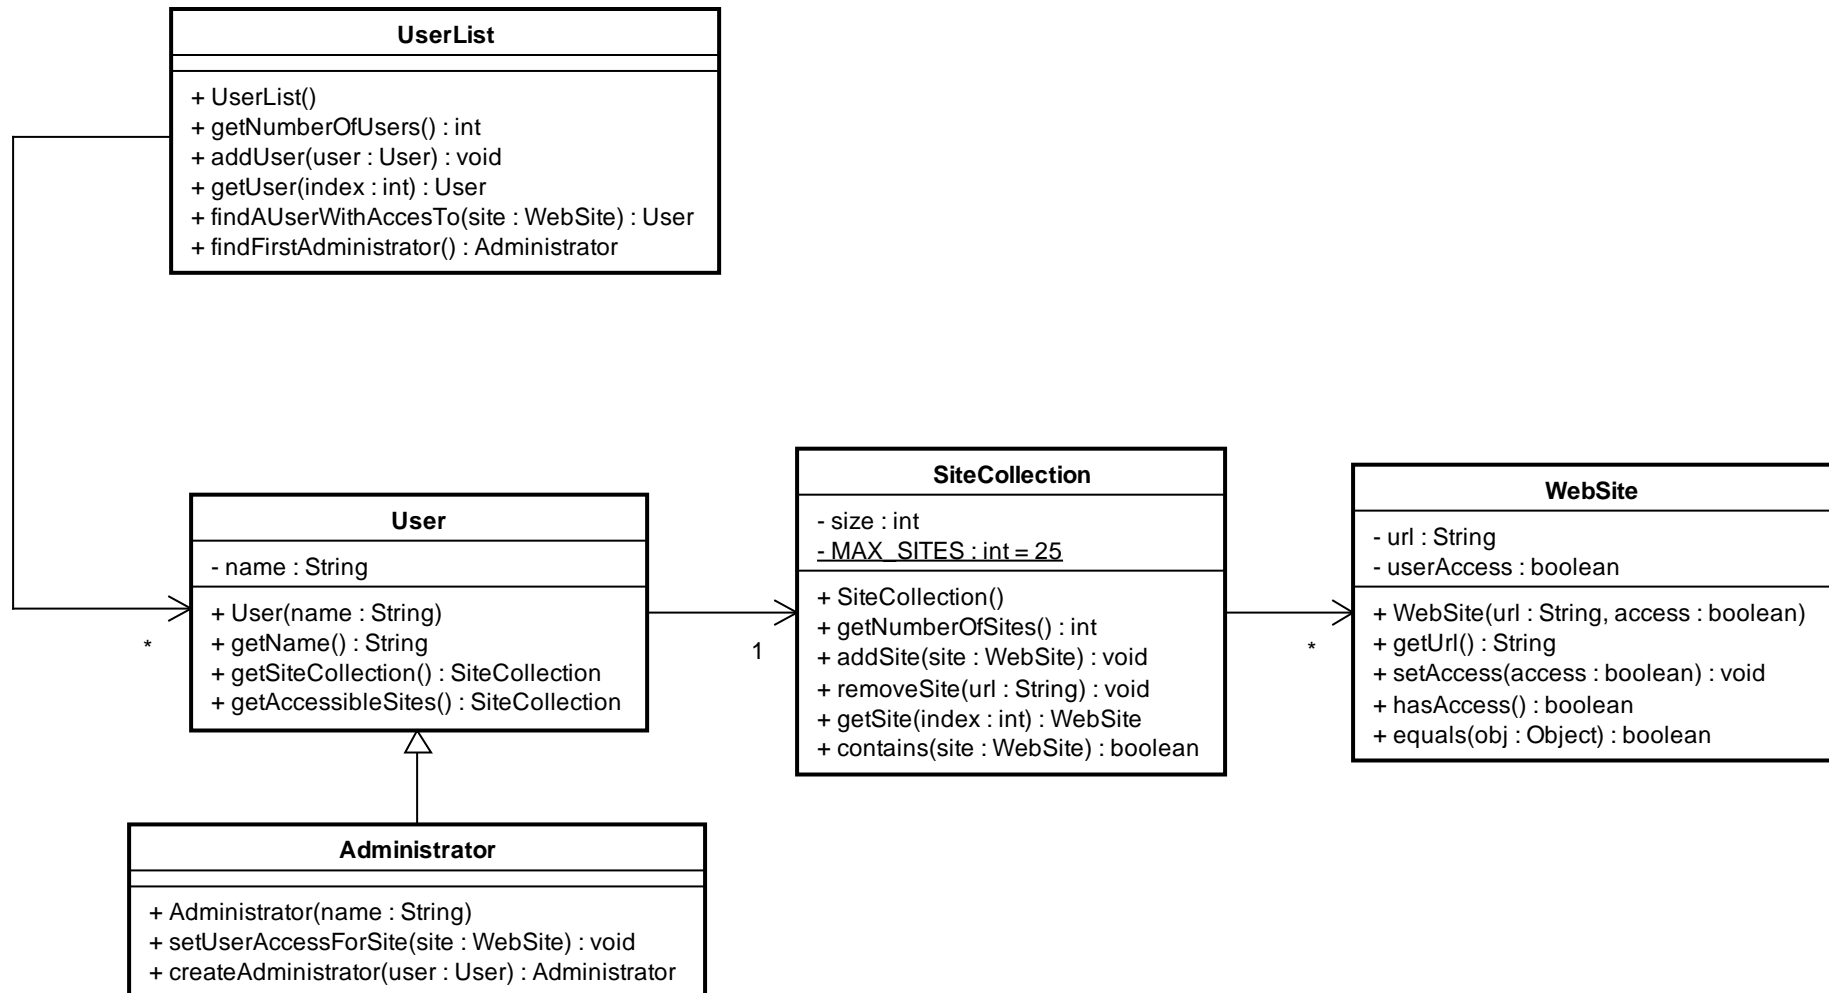 UserList
+ UserList()
+ getNumberOfUsers() : int
+ addUser(user : User) : void
+ getUser(index : int) : User
+ findAUserWithAccesTo(site : WebSite) : User
+ findFirstAdministrator() : Administrator
User
- name : String
+ User(name : String)
+ getName() : String
+ getSiteCollection() : SiteCollection
+ getAccessibleSites() : SiteCollection
*
1
SiteCollection
- size : int
- MAX_SITES : int = 25
+ SiteCollection()
+ getNumberOfSites() : int
+ addSite(site : WebSite) : void
+ removeSite(url : String) : void
+ getSite(index : int) : WebSite
+ contains(site : WebSite) : boolean
*
WebSite
- url : String
- userAccess : boolean
+ WebSite(url : String, access : boolean)
+ getUrl() : String
+ setAccess(access : boolean) : void
+ hasAccess() : boolean
+ equals(obj : Object) : boolean
Administrator
+ Administrator(name : String)
+ setUserAccessForSite(site : WebSite) : void
+ createAdministrator(user : User) : Administrator